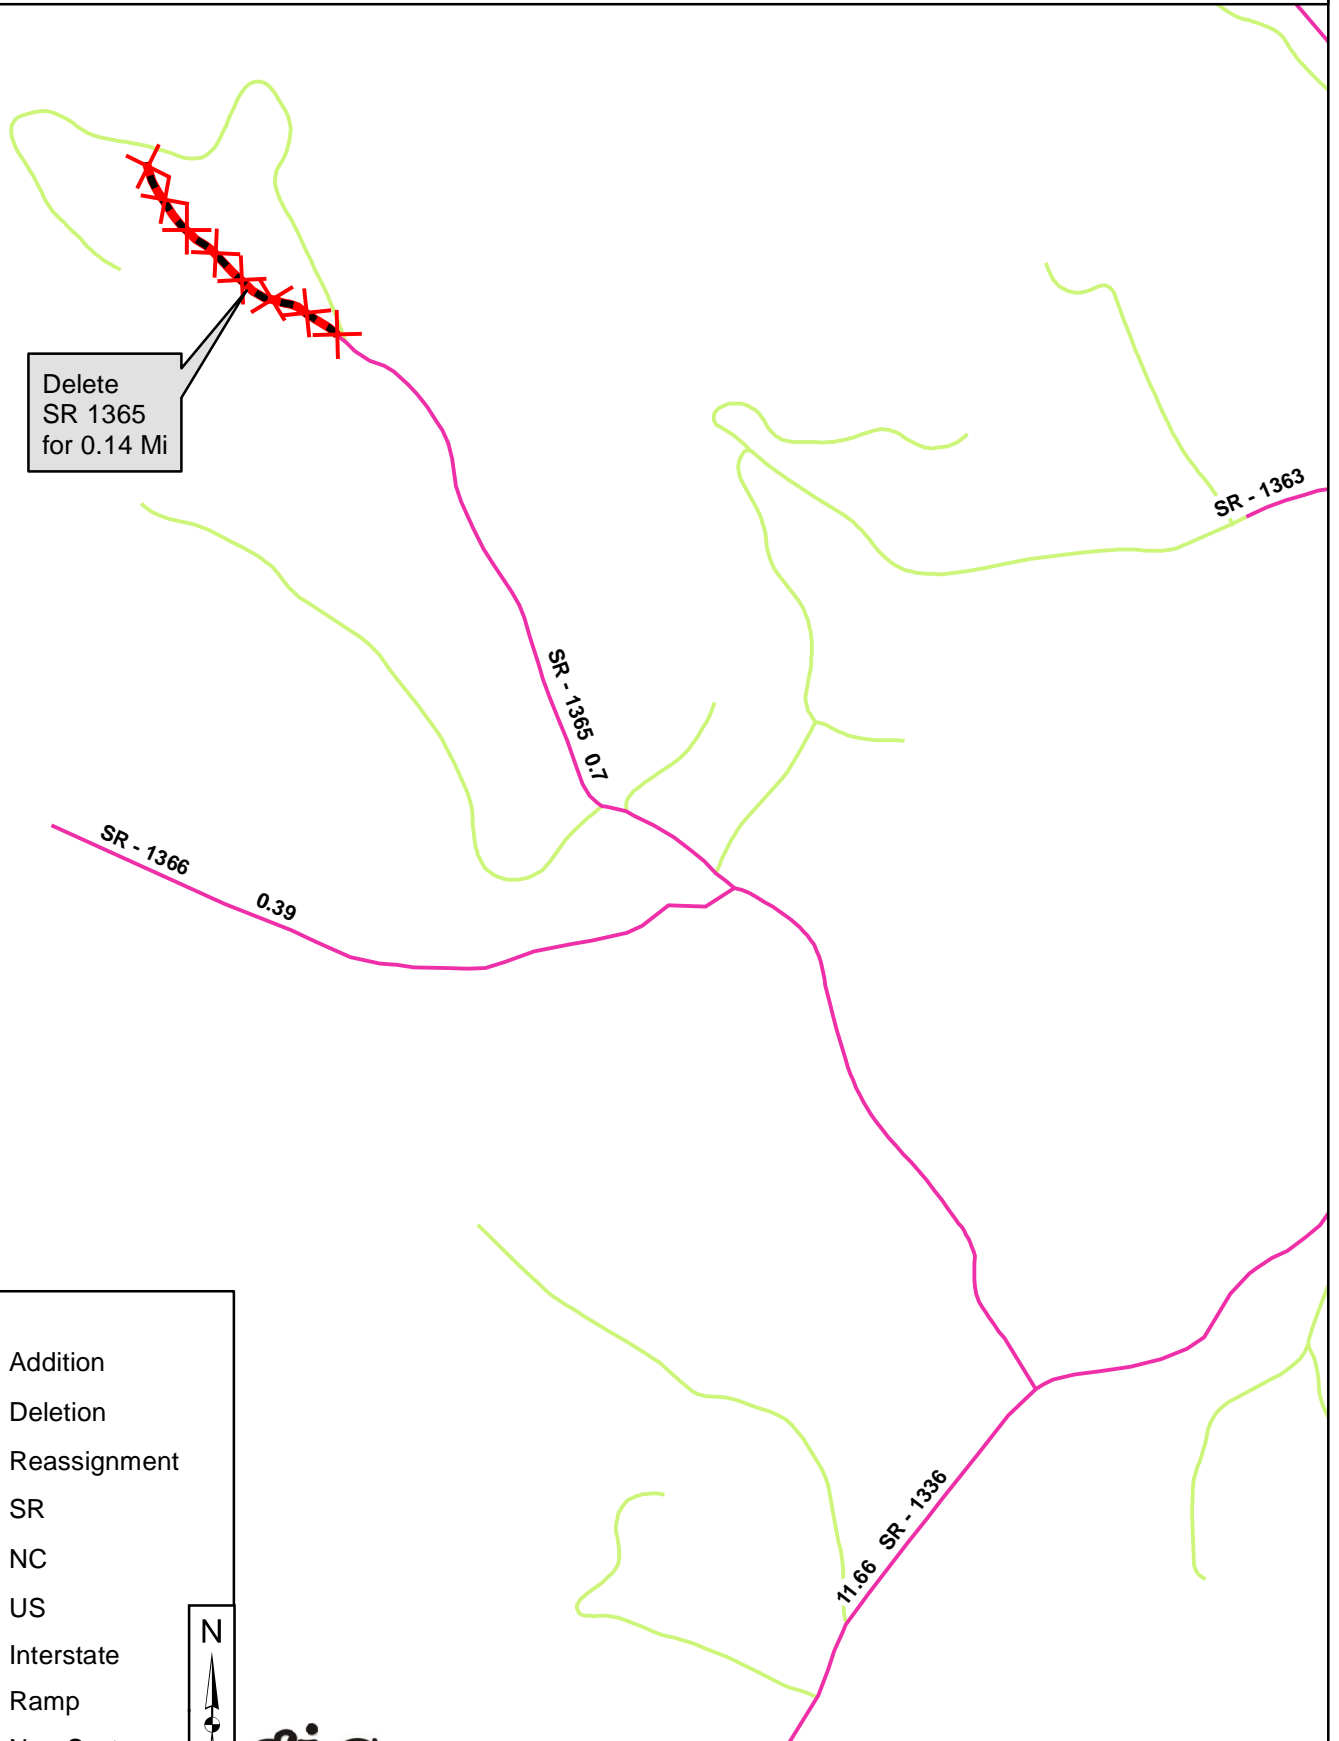 Delete
SR 1365
for 0.14 Mi
SR - 1363
SR - 1365 0.7
SR - 1366
0.39
11.66 SR - 1336
Addition
Deletion
Reassignment
SR
NC
US
Interstate
Ramp
N